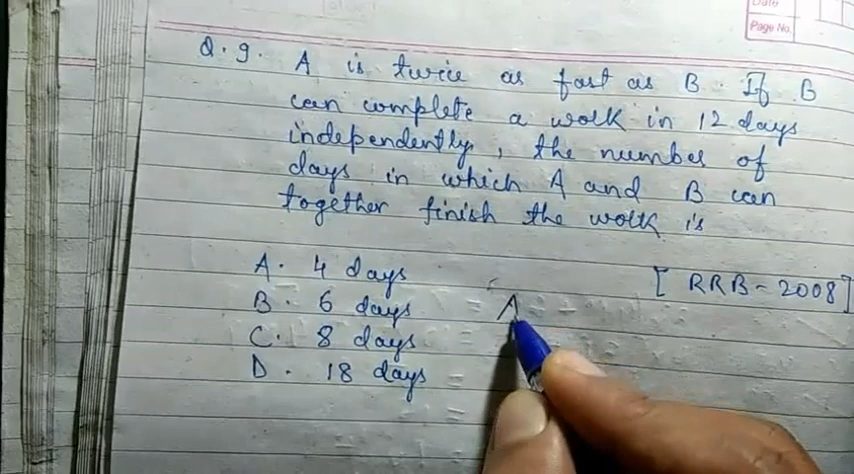 Date
Page No.
Q. 9. A is twice as fast as B. If B
can complete a work in 12 days
independently, the number of
days in which A and B can
together finish the work is
[RRB - 2008]
A. 4 days
B. 6 days
C. 8 days
D. 18 days
A